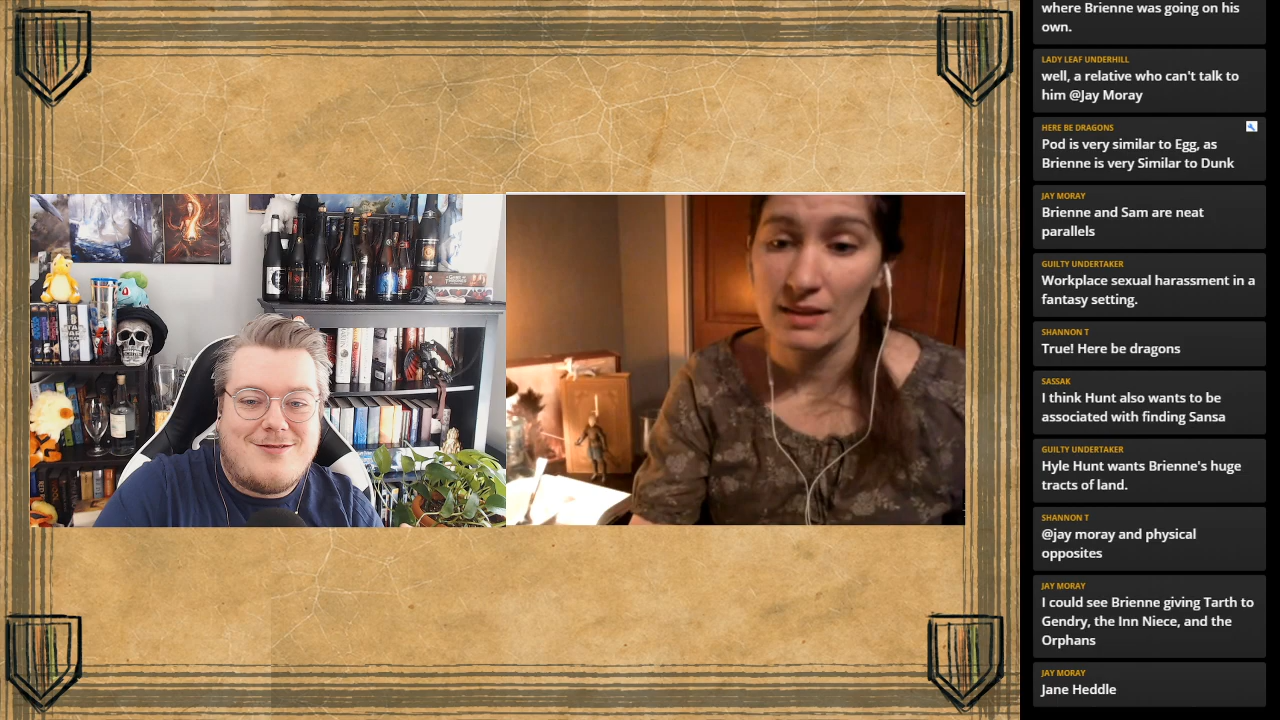 where Brienne was going on his
own.
LADY LEAF UNDERHILL
well, a relative who can't talk to
him @Jay Moray
HERE BE DRAGONS
Pod is very similar to Egg, as
Brienne is very Similar to Dunk
JAY MORAY
Brienne and Sam are neat
parallels
GUILTY UNDERTAKER
Workplace sexual harassment in a
fantasy setting.
SHANNON T
True! Here be dragons
SASSAK
I think Hunt also wants to be
associated with finding Sansa
GUILTY UNDERTAKER
Hyle Hunt wants Brienne's huge
tracts of land.
SHANNON T
@jay moray and physical
opposites
JAY MORAY
I could see Brienne giving Tarth to
Gendry, the Inn Niece, and the
Orphans
JAY MORAY
Jane Heddle